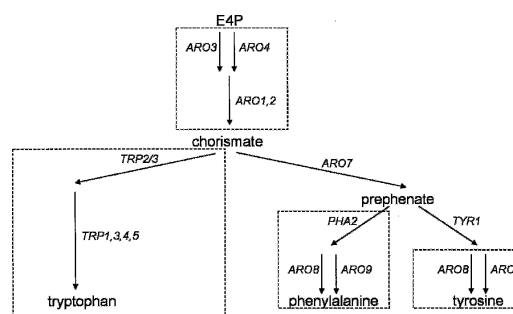 E4P
ARO3 ARO4
ARO1,2
chorismate
TRP2/3 ARO7
prephenate
PHA2 TYR1
TRP1,3,4,5
ARO8 ARO9 ARO8 ARO
tryptophan phenylalanine tyrosine